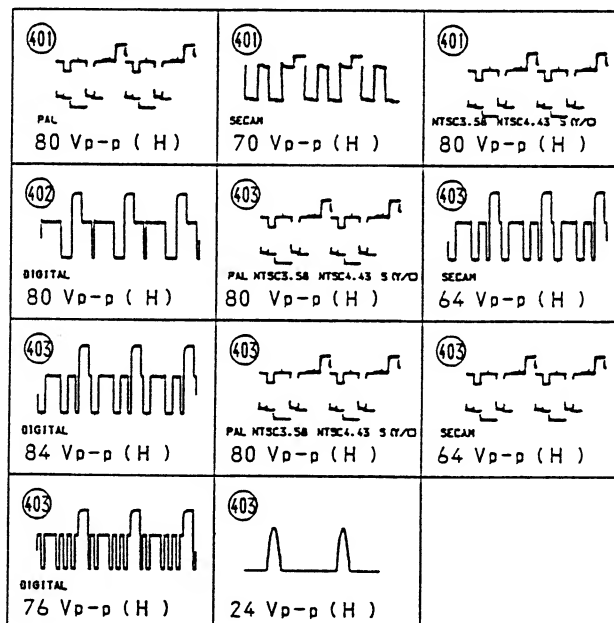 401
PAL
80 Vp-p ( H )
401
SECAM
70 Vp-p ( H )
401
NTSC3.58 NTSC4.43 S (Y/C)
80 Vp-p ( H )
402
DIGITAL
80 Vp-p ( H )
403
PAL NTSC3.58 NTSC4.43 S (Y/C)
80 Vp-p ( H )
403
SECAM
64 Vp-p ( H )
403
DIGITAL
84 Vp-p ( H )
403
PAL NTSC3.58 NTSC4.43 S (Y/C)
80 Vp-p ( H )
403
SECAM
64 Vp-p ( H )
403
DIGITAL
76 Vp-p ( H )
403
24 Vp-p ( H )